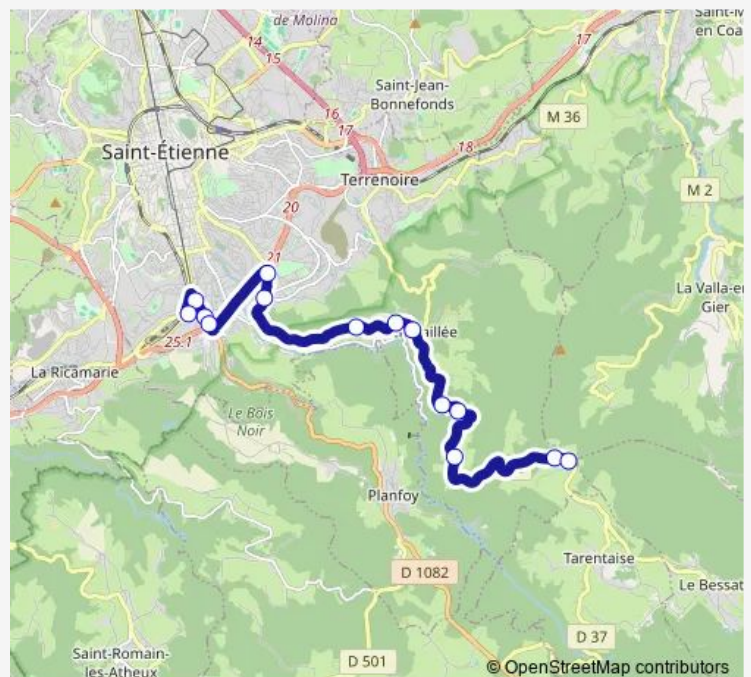 de Molina
14
15
Saint-Jean-
Bonnefonds
16
17
17
M 36
Saint-Étienne
18
Terrenoire
M 2
20
21
La Valla-en-
Gier
25.1
La Ricamarie
Le Bois
Noir
Planfoy
Tarentaise
D 1082
Le Bessat
D 37
Saint-Romain-
les-Atheux
D 501
© OpenStreetMap contributors